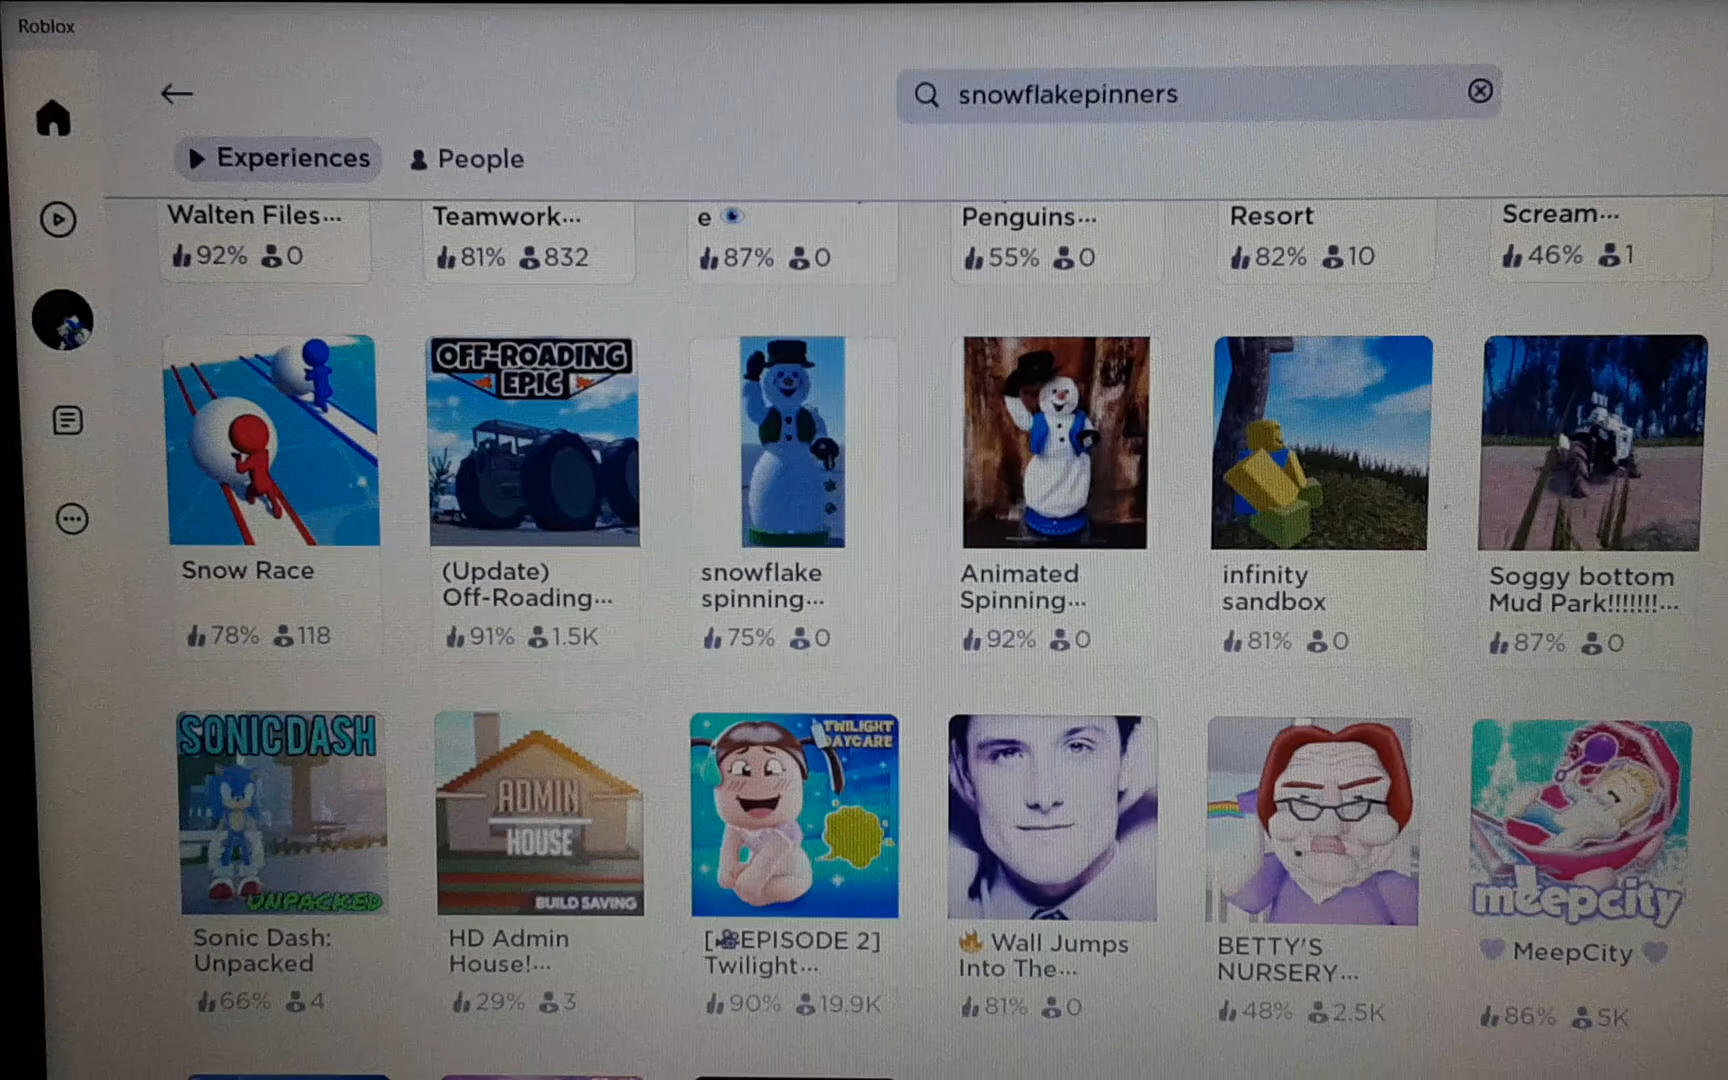 Roblox
snowflakepinners
Experiences
People
Walten Files...
Teamwork...
e
Penguins...
Resort
Scream...
92% 0
81% 832
87% 0
55% 0
82% 10
46% 1
OFF-ROADING
EPIC
Snow Race
(Update)
Off-Roading...
snowflake
spinning...
Animated
Spinning...
infinity
sandbox
Soggy bottom
Mud Park!!!!!!!...
78% 118
91% 1.5K
75% 0
92% 0
81% 0
87% 0
SONICDASH
UNPACKED
ADMIN
HOUSE
BUILD SAVING
TWILIGHT
DAYCARE
meepcity
Sonic Dash:
Unpacked
HD Admin
House!...
[🎥EPISODE 2]
Twilight...
🔥 Wall Jumps
Into The...
BETTY'S
NURSERY...
💜 MeepCity 💜
66% 4
29% 3
90% 19.9K
81% 0
48% 2.5K
86% 5K